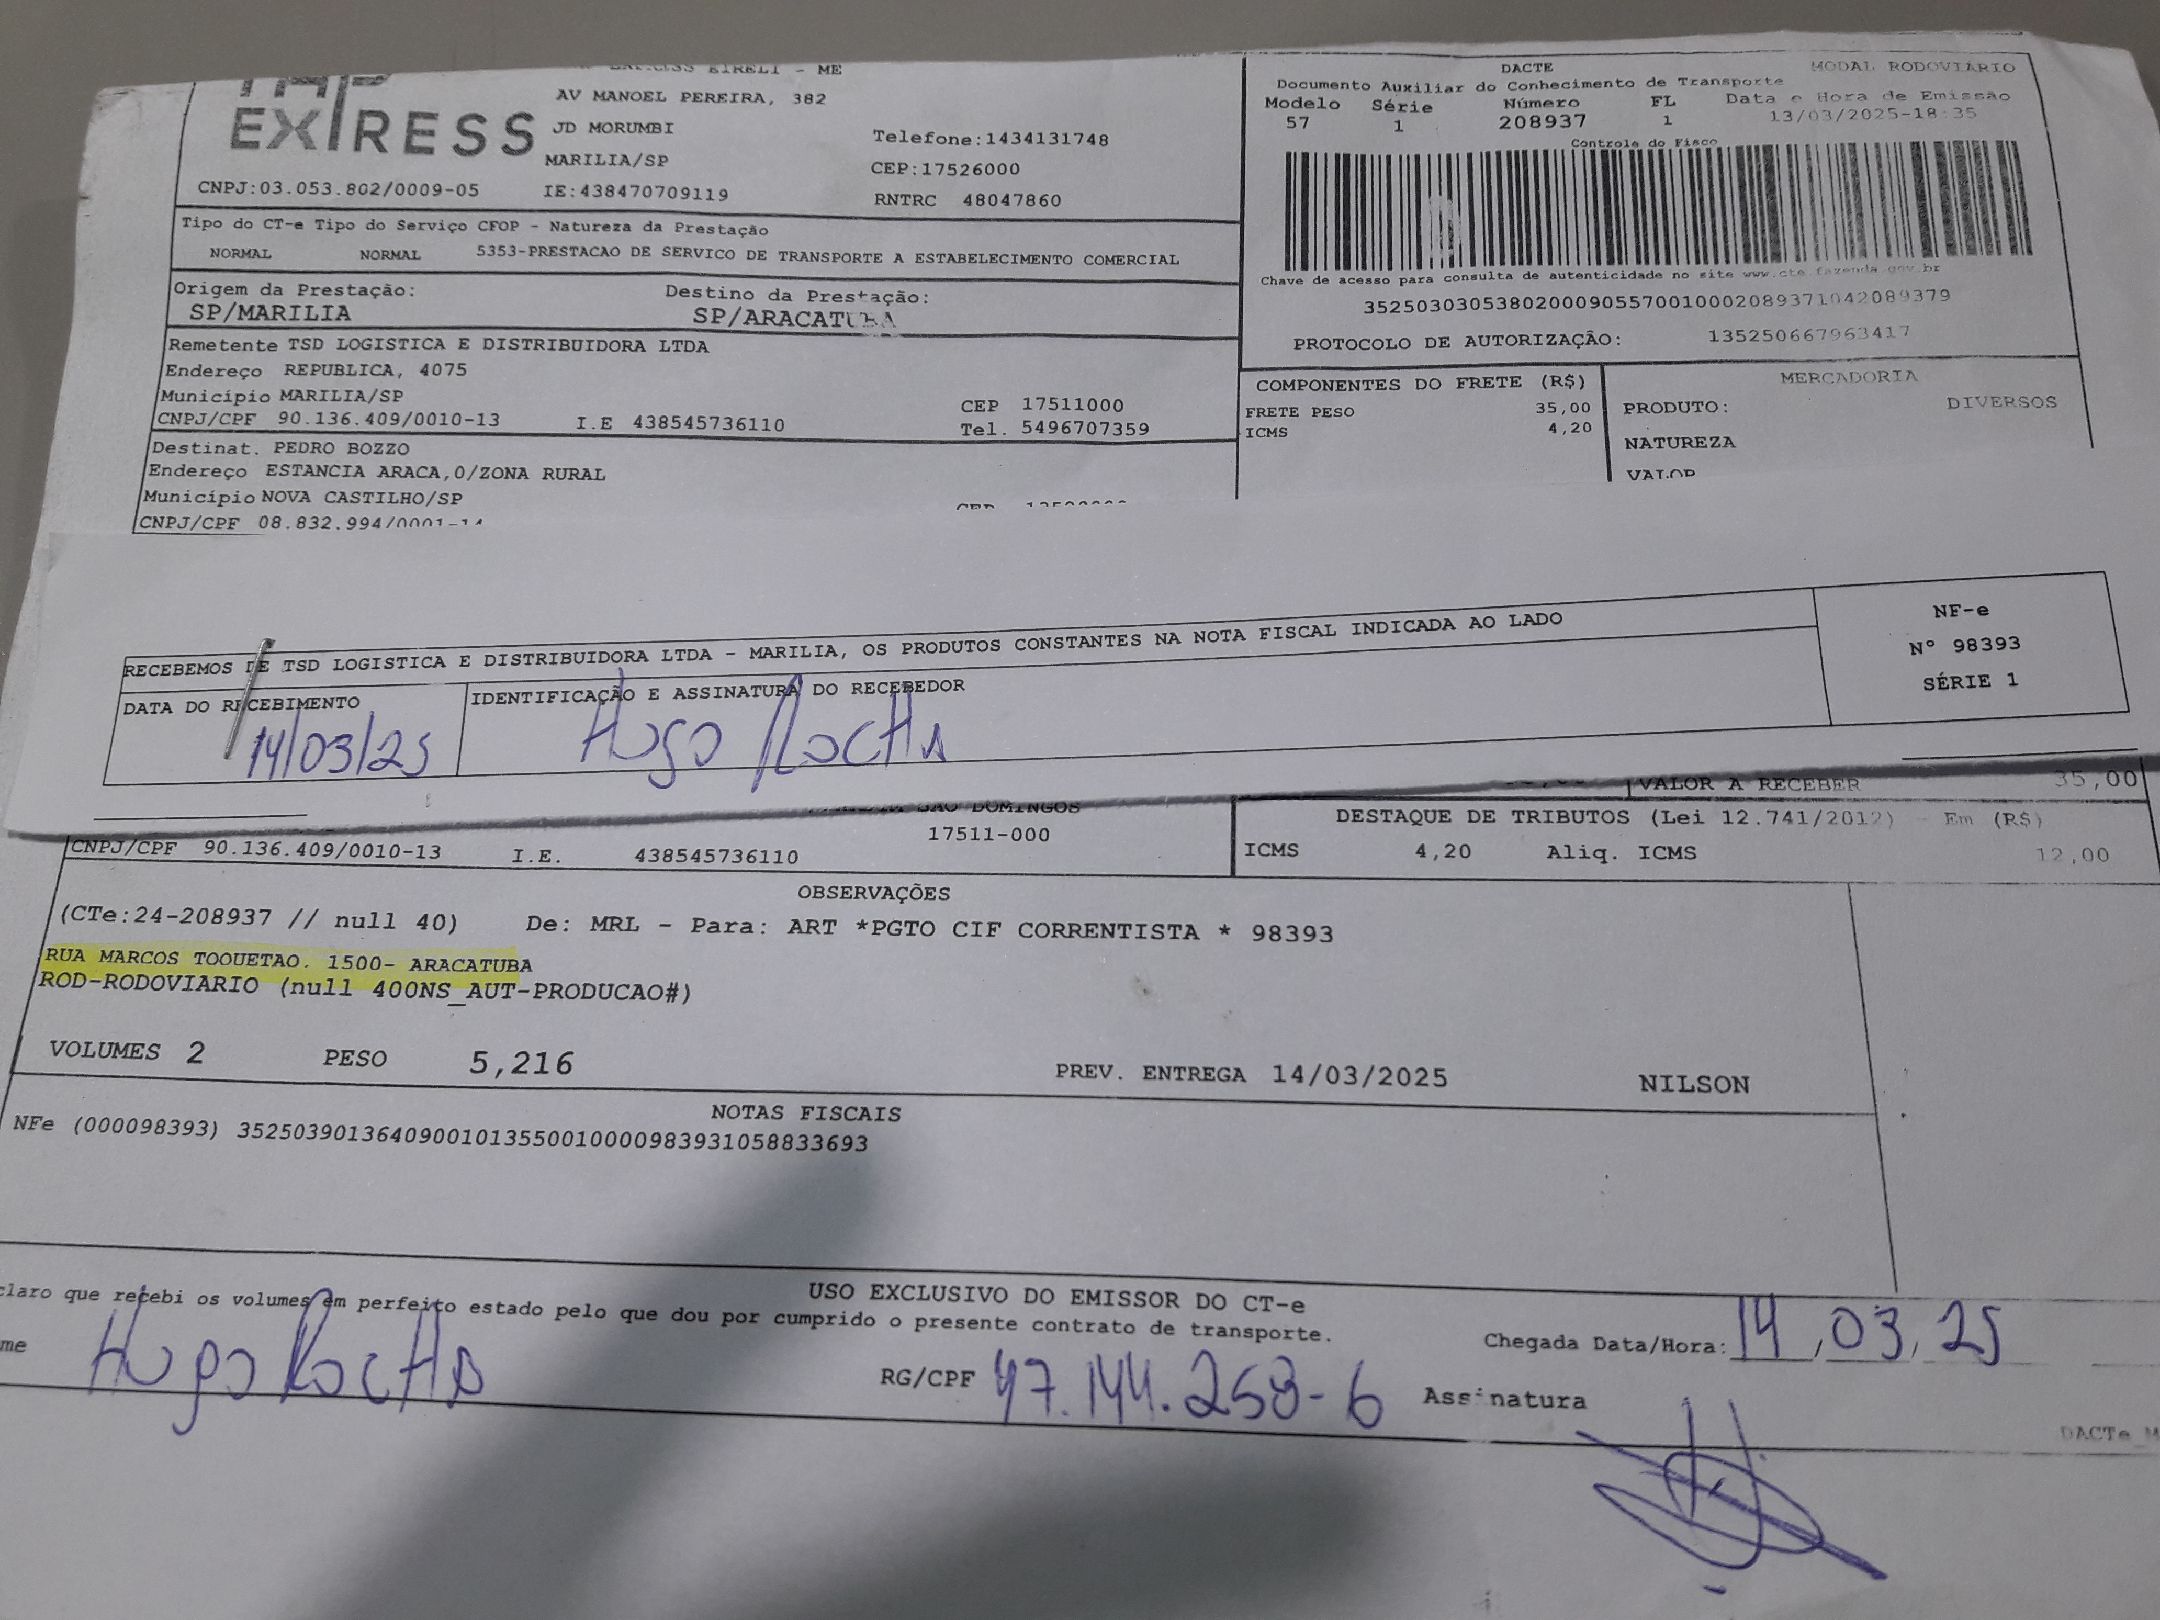 EXPRESS
EIRELI - ME
AV MANOEL PEREIRA, 382
JD MORUMBI
Telefone:1434131748
MARILIA/SP
CEP:17526000
CNPJ:03.053.802/0009-05 IE:438470709119
RNTRC 48047860
DACTE MODAL RODOVIARIO
Documento Auxiliar do Conhecimento de Transporte
Modelo Série Número FL Data e Hora de Emissão
57 1 208937 1 13/03/2025-18:35
Controle do Fisco
Chave de acesso para consulta de autenticidade no site www.cte.fazenda.gov.br
35250303053802000905570010002089371042089379
PROTOCOLO DE AUTORIZAÇÃO: 135250667963417
Tipo do CT-e Tipo do Serviço CFOP - Natureza da Prestação
NORMAL NORMAL 5353-PRESTACAO DE SERVICO DE TRANSPORTE A ESTABELECIMENTO COMERCIAL
Origem da Prestação: Destino da Prestação:
SP/MARILIA SP/ARACATUBA
Remetente TSD LOGISTICA E DISTRIBUIDORA LTDA
Endereço REPUBLICA, 4075
Município MARILIA/SP CEP 17511000
CNPJ/CPF 90.136.409/0010-13 I.E 438545736110 Tel. 5496707359
COMPONENTES DO FRETE (R$)
FRETE PESO 35,00
ICMS 4,20
MERCADORIA
PRODUTO: DIVERSOS
NATUREZA
VALOR
Destinat. PEDRO BOZZO
Endereço ESTANCIA ARACA,0/ZONA RURAL
Município NOVA CASTILHO/SP CEP
CNPJ/CPF 08.832.994/0001-14
RECEBEMOS DE TSD LOGISTICA E DISTRIBUIDORA LTDA - MARILIA, OS PRODUTOS CONSTANTES NA NOTA FISCAL INDICADA AO LADO
DATA DO RECEBIMENTO IDENTIFICAÇÃO E ASSINATURA DO RECEBEDOR
14/03/25 Hugo Rocha
NF-e
Nº 98393
SÉRIE 1
VALOR A RECEBER 35,00
SAO DOMINGOS
17511-000
CNPJ/CPF 90.136.409/0010-13 I.E. 438545736110
DESTAQUE DE TRIBUTOS (Lei 12.741/2012) - Em (R$)
ICMS 4,20 Aliq. ICMS 12,00
OBSERVAÇÕES
(CTe:24-208937 // null 40) De: MRL - Para: ART *PGTO CIF CORRENTISTA * 98393
RUA MARCOS TOQUETAO. 1500- ARACATUBA
ROD-RODOVIARIO (null 400NS_AUT-PRODUCAO#)
VOLUMES 2 PESO 5,216 PREV. ENTREGA 14/03/2025 NILSON
NOTAS FISCAIS
NFe (000098393) 35250390136409001013550010000983931058833693
USO EXCLUSIVO DO EMISSOR DO CT-e
claro que recebi os volumes em perfeito estado pelo que dou por cumprido o presente contrato de transporte.
Chegada Data/Hora: 14,03,25
me Hugo Rocha RG/CPF 47.144.258-6 Assinatura
DACTe_M